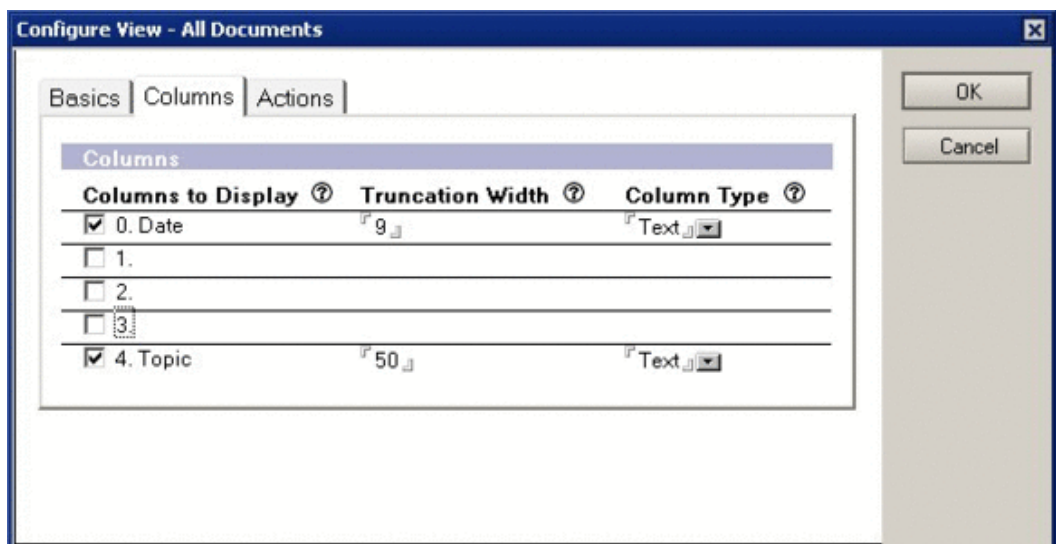 Configure View - All Documents
OK
Cancel
Basics Columns Actions
Columns
Columns to Display ? Truncation Width ? Column Type ?
0. Date 9 Text
1.
2.
3.
4. Topic 50 Text